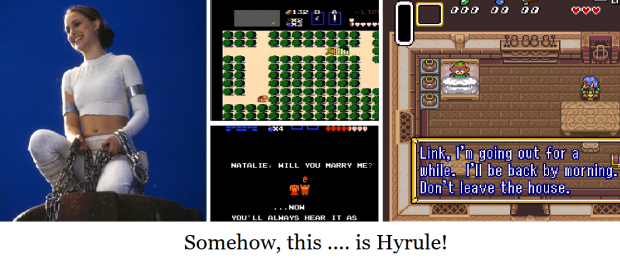 X4
NATALIE, WILL YOU MARRY ME?
...NOW
YOU'LL ALWAYS HEAR IT AS
Link, I'm going out for a
while. I'll be back by morning.
Don't leave the house.
Somehow, this .... is Hyrule!